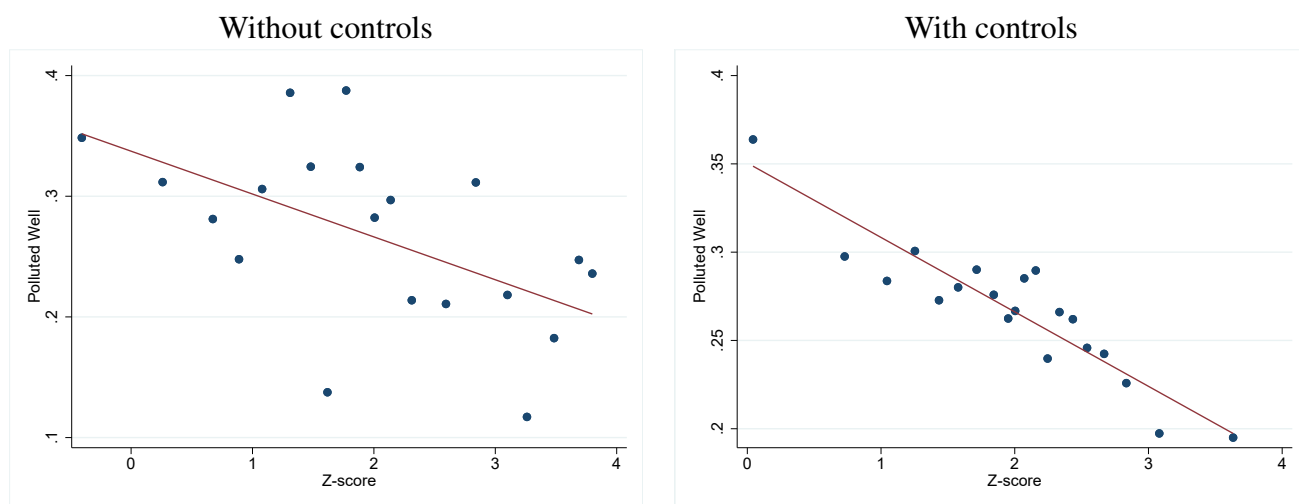 Without controls
.4
.3
.2
.1
Polluted Well
0 1 2 3 4
Z-score
With controls
.4
.35
.3
.25
.2
Polluted Well
0 1 2 3 4
Z-score